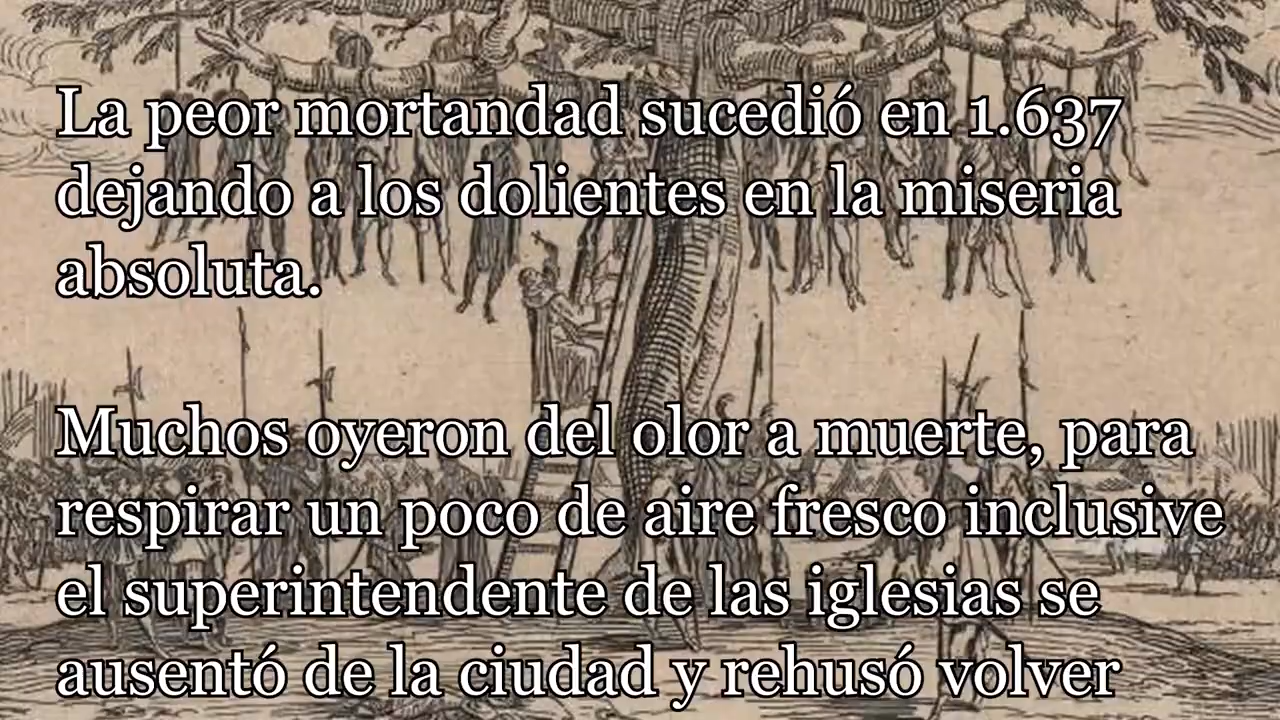 La peor mortandad sucedió en 1.637
dejando a los dolientes en la miseria
absoluta.
Muchos oyeron del olor a muerte, para
respirar un poco de aire fresco inclusive
el superintendente de las iglesias se
ausentó de la ciudad y rehusó volver